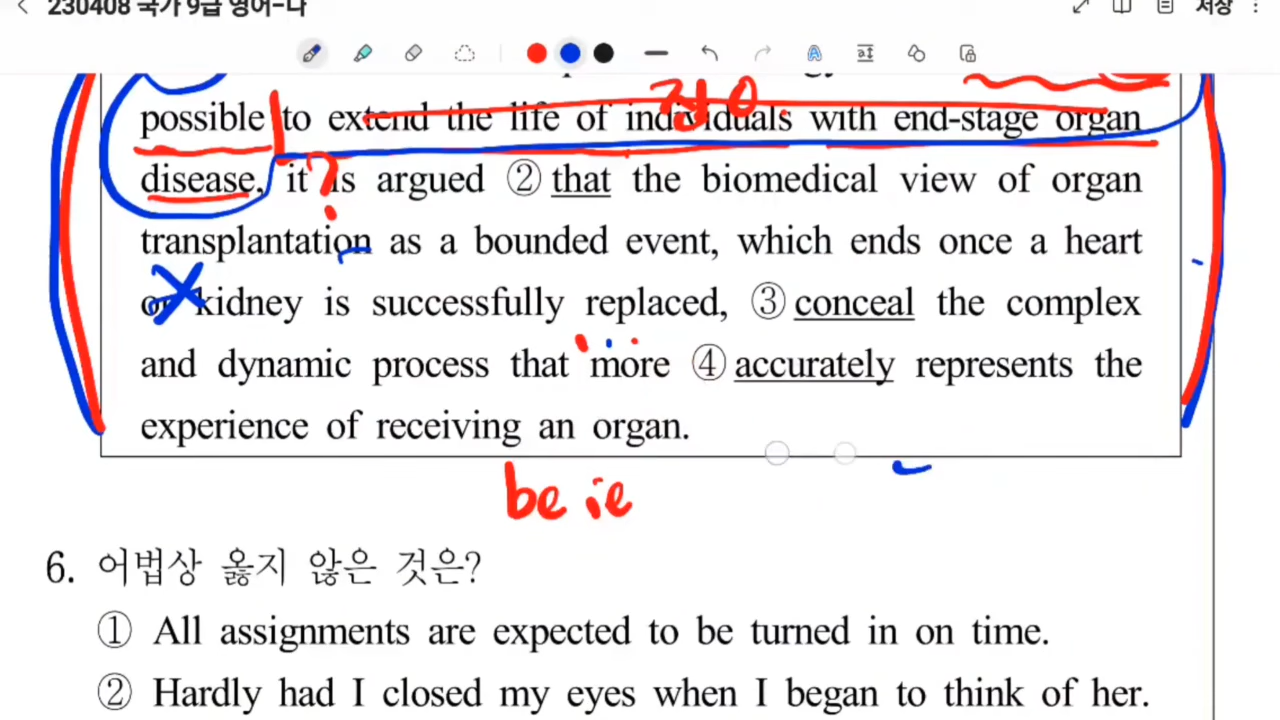 230408 국가 9급 영어-나
저장
possible to extend the life of individuals with end-stage organ
disease, it is argued ② that the biomedical view of organ
transplantation as a bounded event, which ends once a heart
or kidney is successfully replaced, ③ conceal the complex
and dynamic process that more ④ accurately represents the
experience of receiving an organ.
be ie
6. 어법상 옳지 않은 것은?
① All assignments are expected to be turned in on time.
② Hardly had I closed my eyes when I began to think of her.